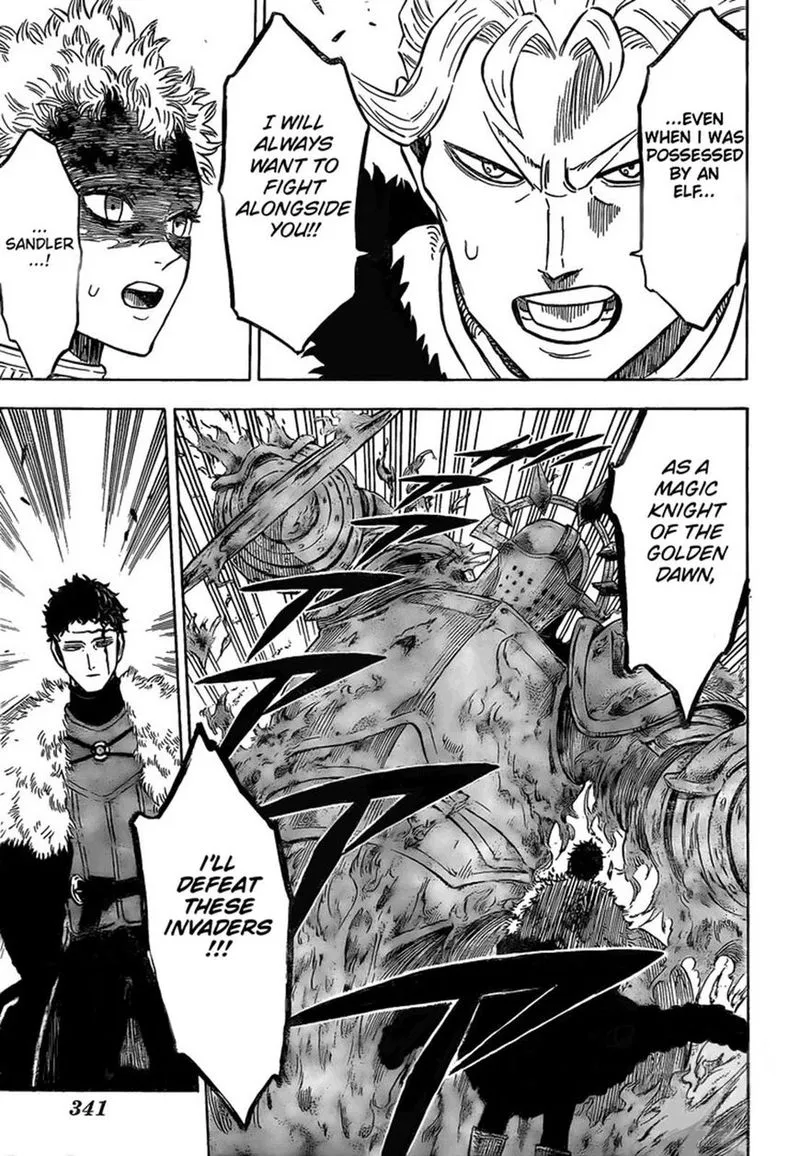 ...EVEN
WHEN I WAS
POSSESSED
BY AN
ELF...
I WILL
ALWAYS
WANT TO
FIGHT
ALONGSIDE
YOU!!
...
SANDLER
...!
AS A
MAGIC
KNIGHT
OF THE
GOLDEN
DAWN,
I'LL
DEFEAT
THESE
INVADERS
!!!
341